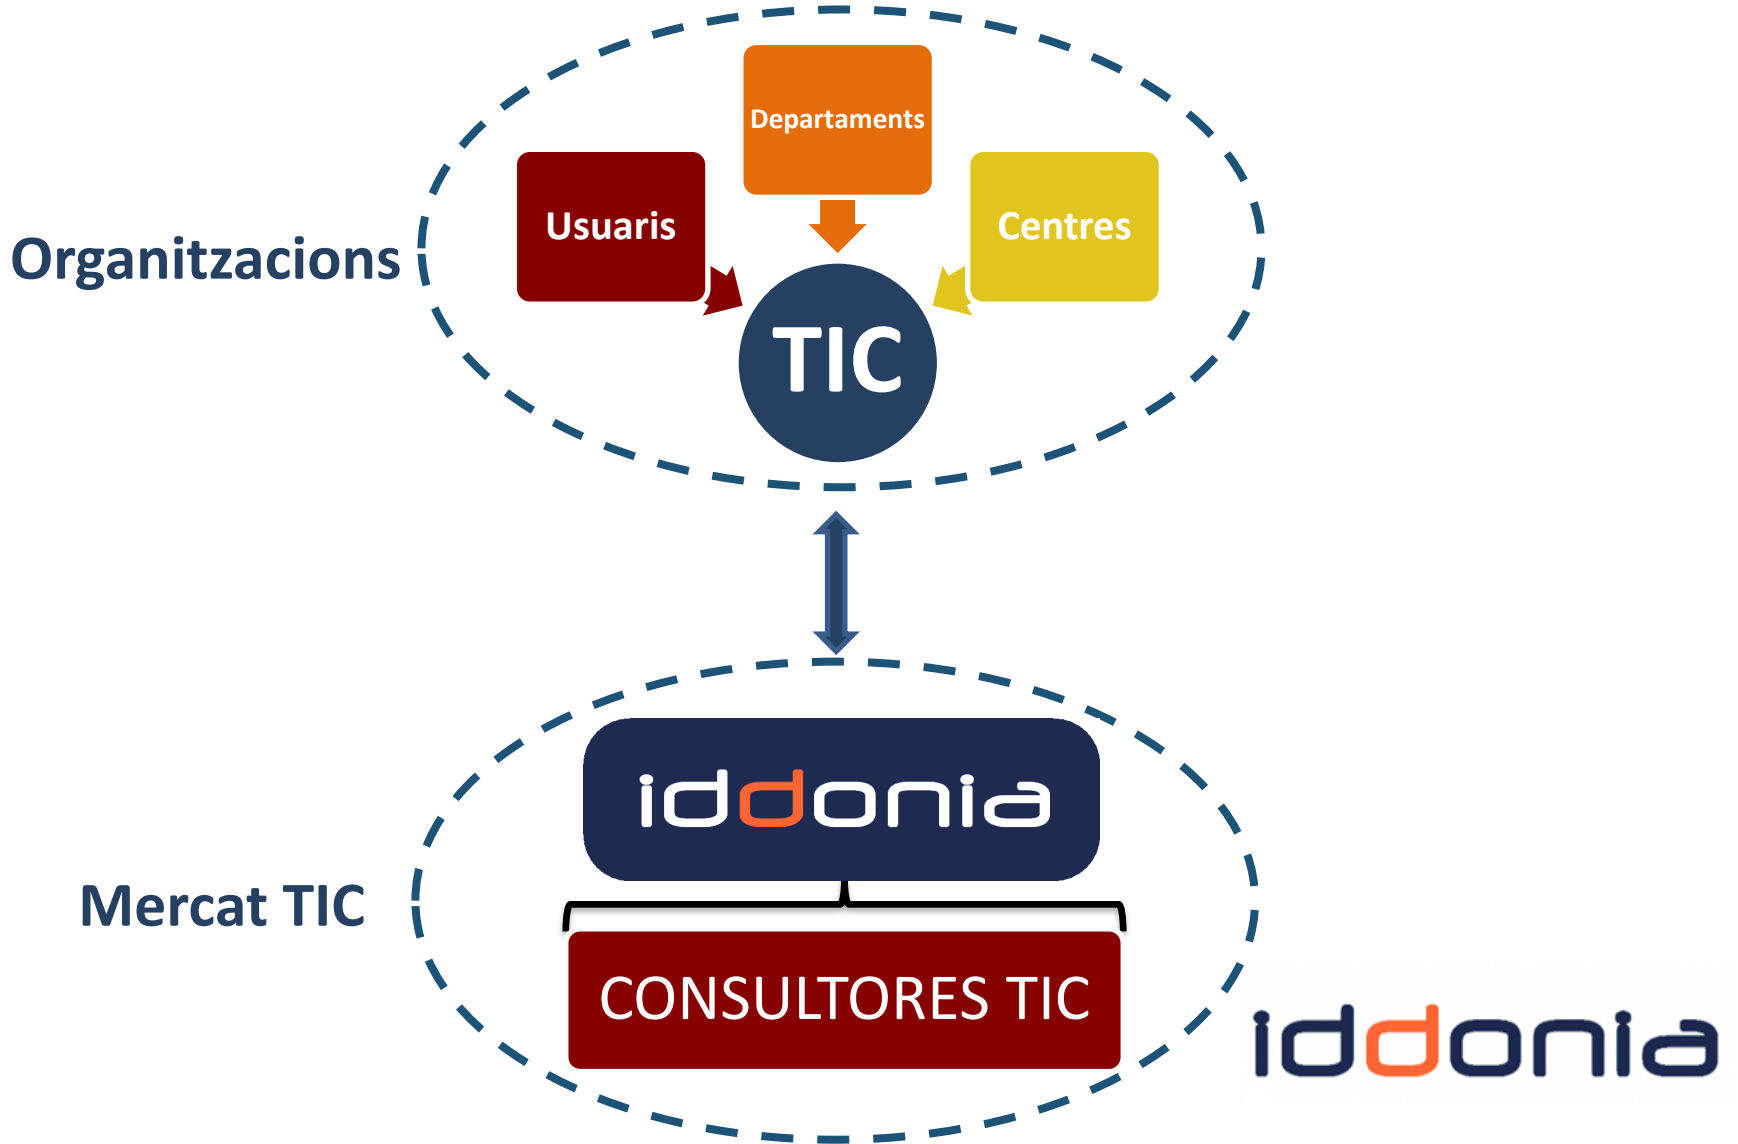 Departaments
Usuaris
Centres
Organitzacions
TIC
iddonia
Mercat TIC
CONSULTORES TIC
iddonia